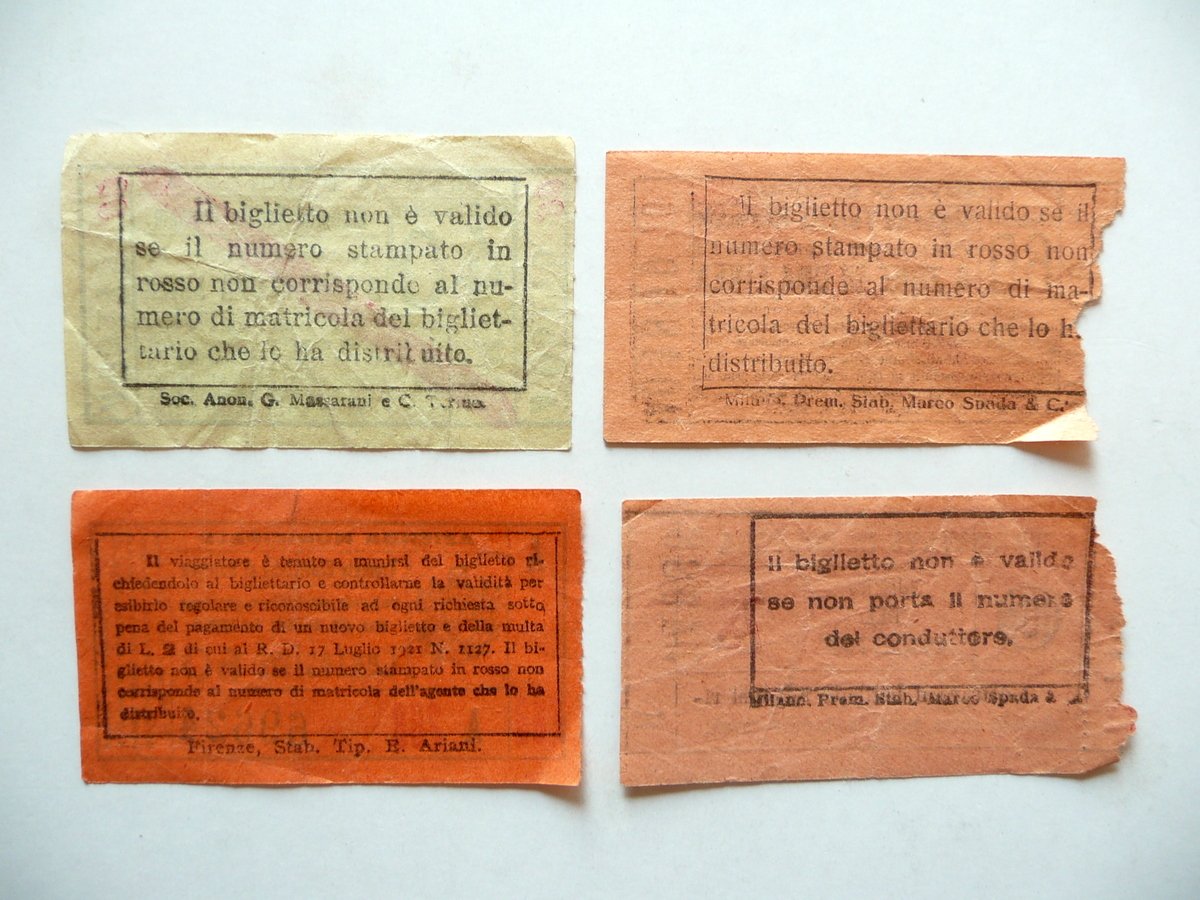 Il biglietto non è valido
se il numero stampato in
rosso non corrisponde al nu-
mero di matricola del bigliet-
tario che lo ha distribuito.
Soc. Anon. G. Massarani e C.
Il biglietto non è valido se il
numero stampato in rosso non
corrisponde al numero di ma-
tricola del bigliettario che lo h
distribuito.
Milano, Prem. Stab. Marco Spada & C.
Il viaggiatore è tenuto a munirsi del biglietto ri-
chiedendolo al bigliettario e controllarne la validità per
esibirlo regolare e riconoscibile ad ogni richiesta sotto
pena del pagamento di un nuovo biglietto e della multa
di L. 2 di cui al R. D. 17 Luglio 1921 N. 1127. Il bi-
glietto non è valido se il numero stampato in rosso non
corrisponde al numero di matricola dell'agente che lo ha
distribuito.
Firenze, Stab. Tip. E. Ariani.
Il biglietto non è valido
se non porta il numero
del conduttore.
Milano. Prem. Stab. Marco Spada &